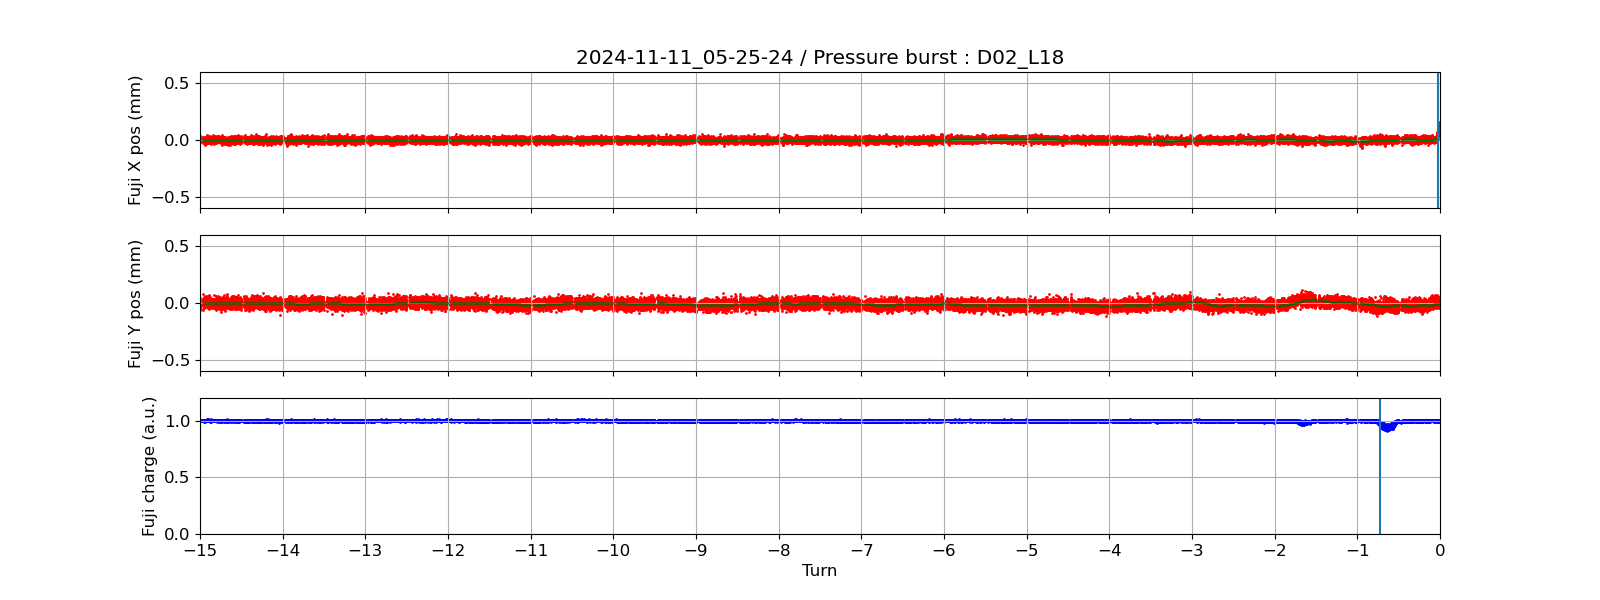 2024-11-11_05-25-24 / Pressure burst : D02_L18
Fuji X pos (mm)
0.5
0.0
−0.5
Fuji Y pos (mm)
0.5
0.0
−0.5
Fuji charge (a.u.)
1.0
0.5
0.0
−15 −14 −13 −12 −11 −10 −9 −8 −7 −6 −5 −4 −3 −2 −1 0
Turn